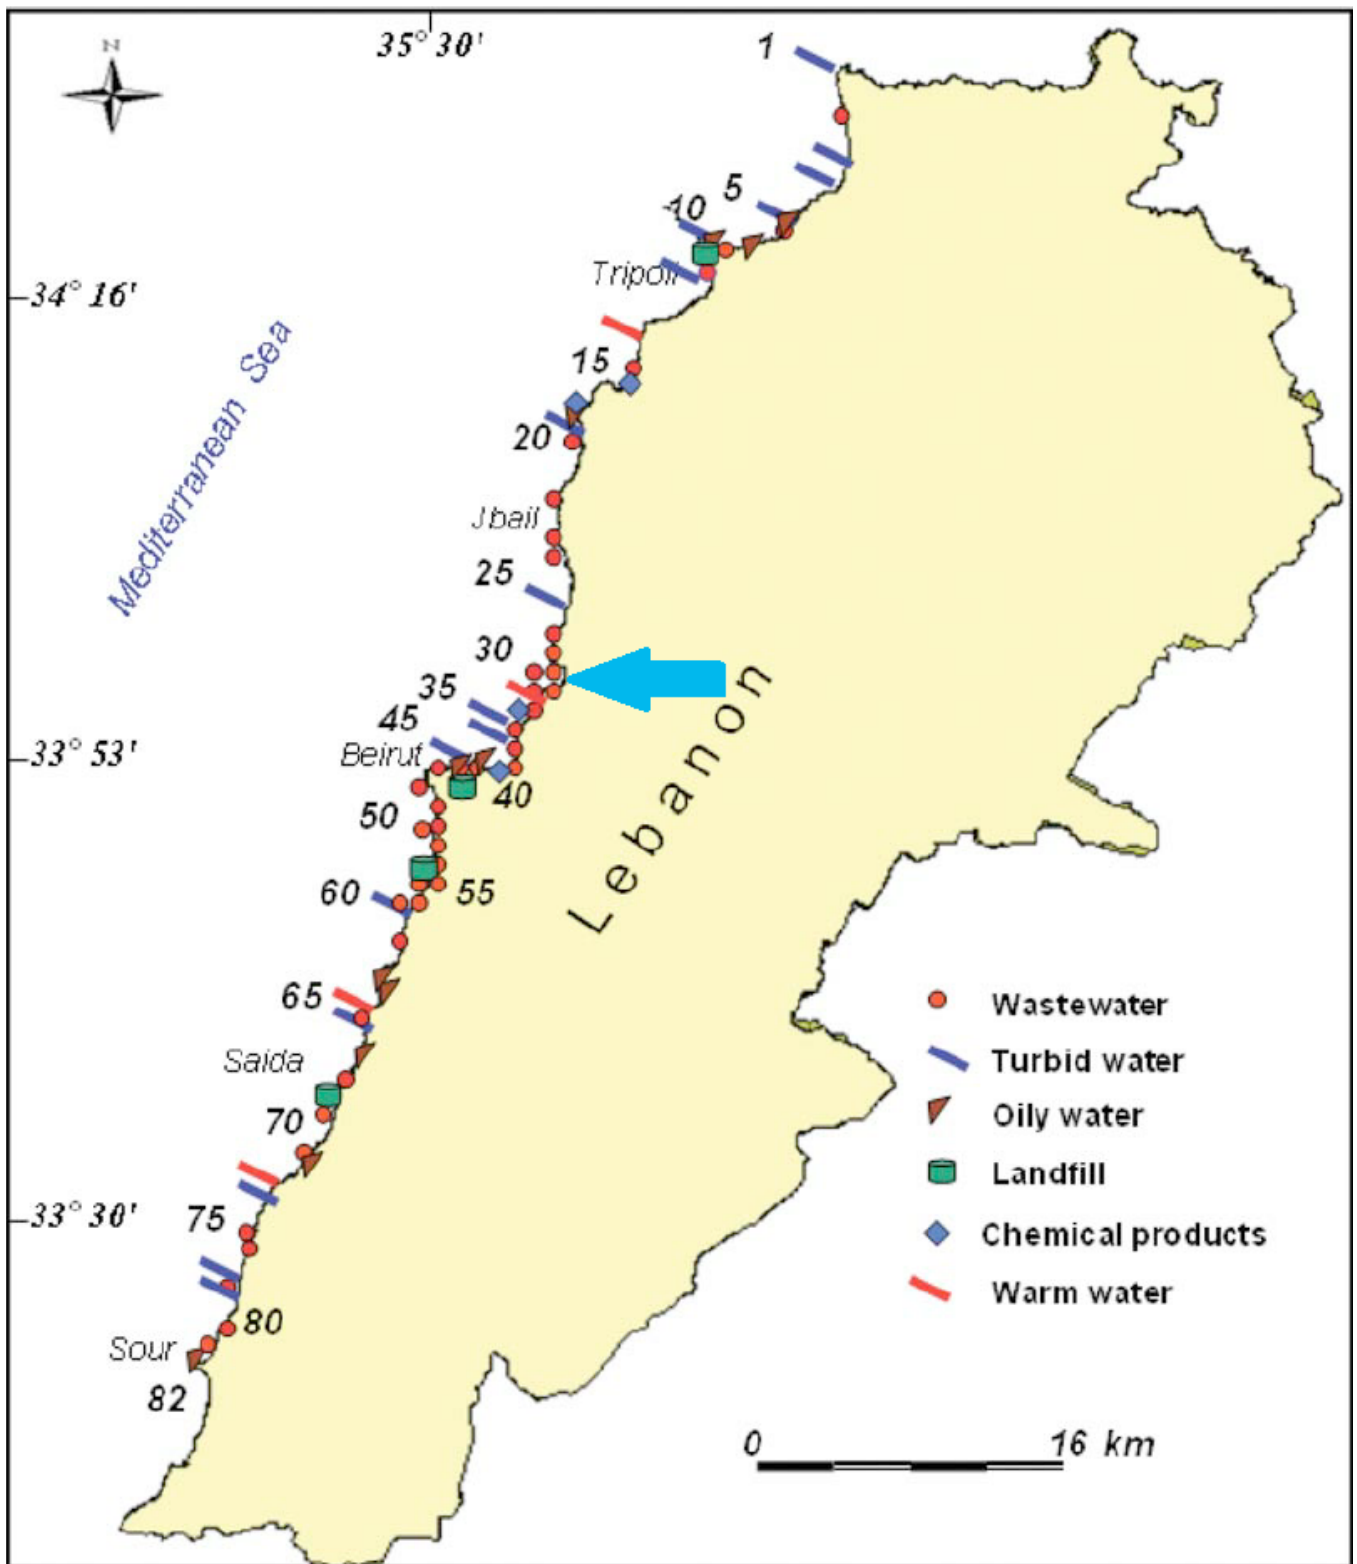 N
35° 30'
1
5
10
Tripoli
34° 16'
15
Mediterranean Sea
20
Jbail
25
30
35
45
Beirut
33° 53'
40
50
Lebanon
55
60
65
Wastewater
Saida
Turbid water
70
Oily water
Landfill
33° 30'
75
Chemical products
Warm water
80
Sour
82
0 16 km